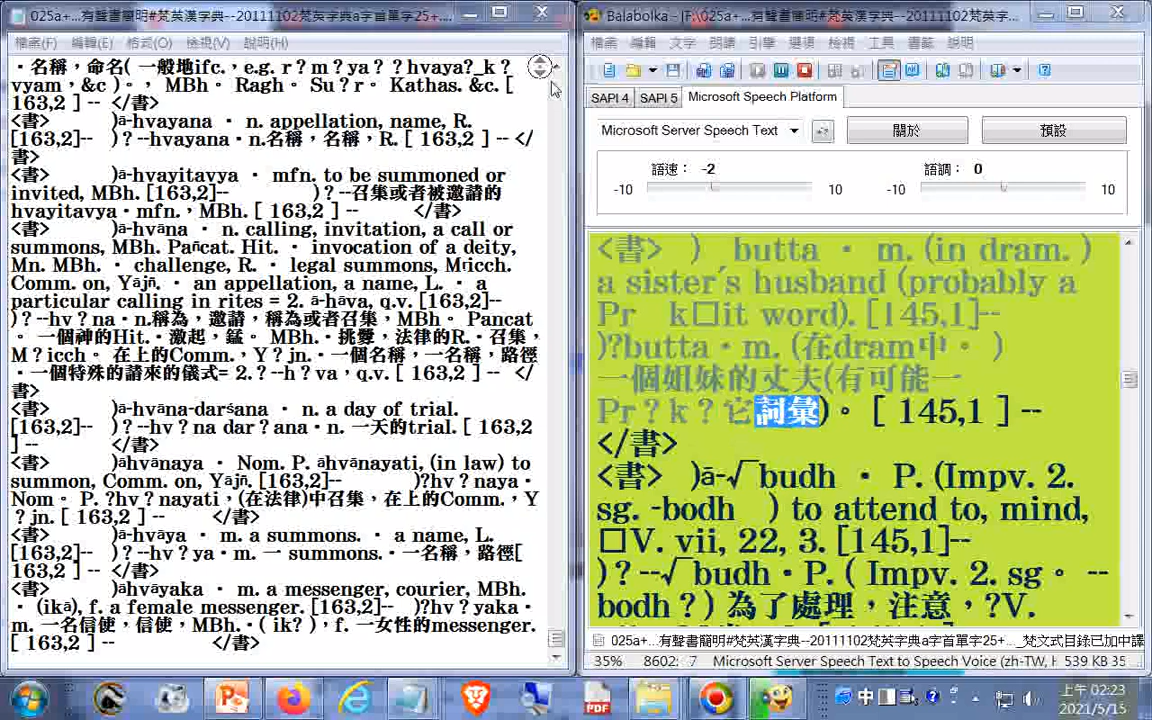 025a+...有聲書簡明#梵英漢字典--20111102梵英字典a字首單字25+...
檔案(F) 編輯(E) 格式(O) 檢視(V) 說明(H)
‧名稱，命名( 一般地ifc.，e.g. r？m？ya？？hvaya?_k？
vyam，&c )。， MBh。 Ragh。 Su？r。 Kathas. &c. [
163,2 ] -- </書>
<書> )ā-hvayana ‧ n. appellation, name, R.
[163,2]-- )？--hvayana‧n.名稱，名稱，R. [ 163,2 ] -- </
書>
<書> )ā-hvayitavya ‧ mfn. to be summoned or
invited, MBh. [163,2]-- )？--召集或者被邀請的
hvayitavya‧mfn.，MBh. [ 163,2 ] -- </書>
<書> )ā-hvāna ‧ n. calling, invitation, a call or
summons, MBh. Pañcat. Hit. ‧ invocation of a deity,
Mn. MBh. ‧ challenge, R. ‧ legal summons, Mṛicch.
Comm. on, Yājñ. ‧ an appellation, a name, L. ‧ a
particular calling in rites = 2. ā-hāva, q.v. [163,2]--
)？--hv？na‧n.稱為，邀請，稱為或者召集，MBh。 Pancat
。 一個神的Hit.‧激起，錳。 MBh.‧挑釁，法律的R.‧召集，
M？icch。 在上的Comm.，Y？jn.‧一個名稱，一名稱，路徑
‧一個特殊的請來的儀式= 2.？--h？va，q.v. [ 163,2 ] -- </
書>
<書> )ā-hvāna-darśana ‧ n. a day of trial.
[163,2]-- )？--hv？na dar？ana‧n.一天的trial. [ 163,2
] -- </書>
<書> )āhvānaya ‧ Nom. P. āhvānayati, (in law) to
summon, Comm. on, Yājñ. [163,2]-- )?hv？naya‧
Nom。 P. ?hv？nayati，(在法律)中召集，在上的Comm.，Y
？jn. [ 163,2 ] -- </書>
<書> )ā-hvāya ‧ m. a summons. ‧ a name, L.
[163,2]-- )？--hv？ya‧m. 一 summons.‧一名稱，路徑[
163,2 ] -- </書>
<書> )āhvāyaka ‧ m. a messenger, courier, MBh.
‧ (ikā), f. a female messenger. [163,2]-- )?hv？yaka‧
m. 一名信使，信使，MBh.‧( ik？)，f. 一女性的messenger.
[ 163,2 ] -- </書>
Balabolka - [F:\025a+...有聲書簡明#梵英漢字典--20111102梵英字...
檔案 編輯 文字 朗讀 引擎 選項 檢視 工具 書籤 說明
SAPI 4 SAPI 5 Microsoft Speech Platform
Microsoft Server Speech Text 關於 預設
語速： -2 語調： 0
-10 10 -10 10
<書> ) butta ‧ m. (in dram. )
a sister′s husband (probably a
Pr k□it word). [145,1]--
)?butta‧m. (在dram中。 )
一個姐妹的丈夫(有可能一
Pr？k？它詞彙)。[ 145,1 ] --
</書>
<書> )ā-√budh ‧ P. (Impv. 2.
sg. -bodh ) to attend to, mind,
□V. vii, 22, 3. [145,1]--
)？--√budh‧P. ( Impv. 2. sg。--
bodh？) 為了處理，注意，?V.
025a+...有聲書簡明#梵英漢字典--20111102梵英字典a字首單字25+..._梵文式目錄已加中譯
35% 8602: 7 Microsoft Server Speech Text to Speech Voice (zh-TW, H 539 KB 35
中 上午 02:23
2021/5/15